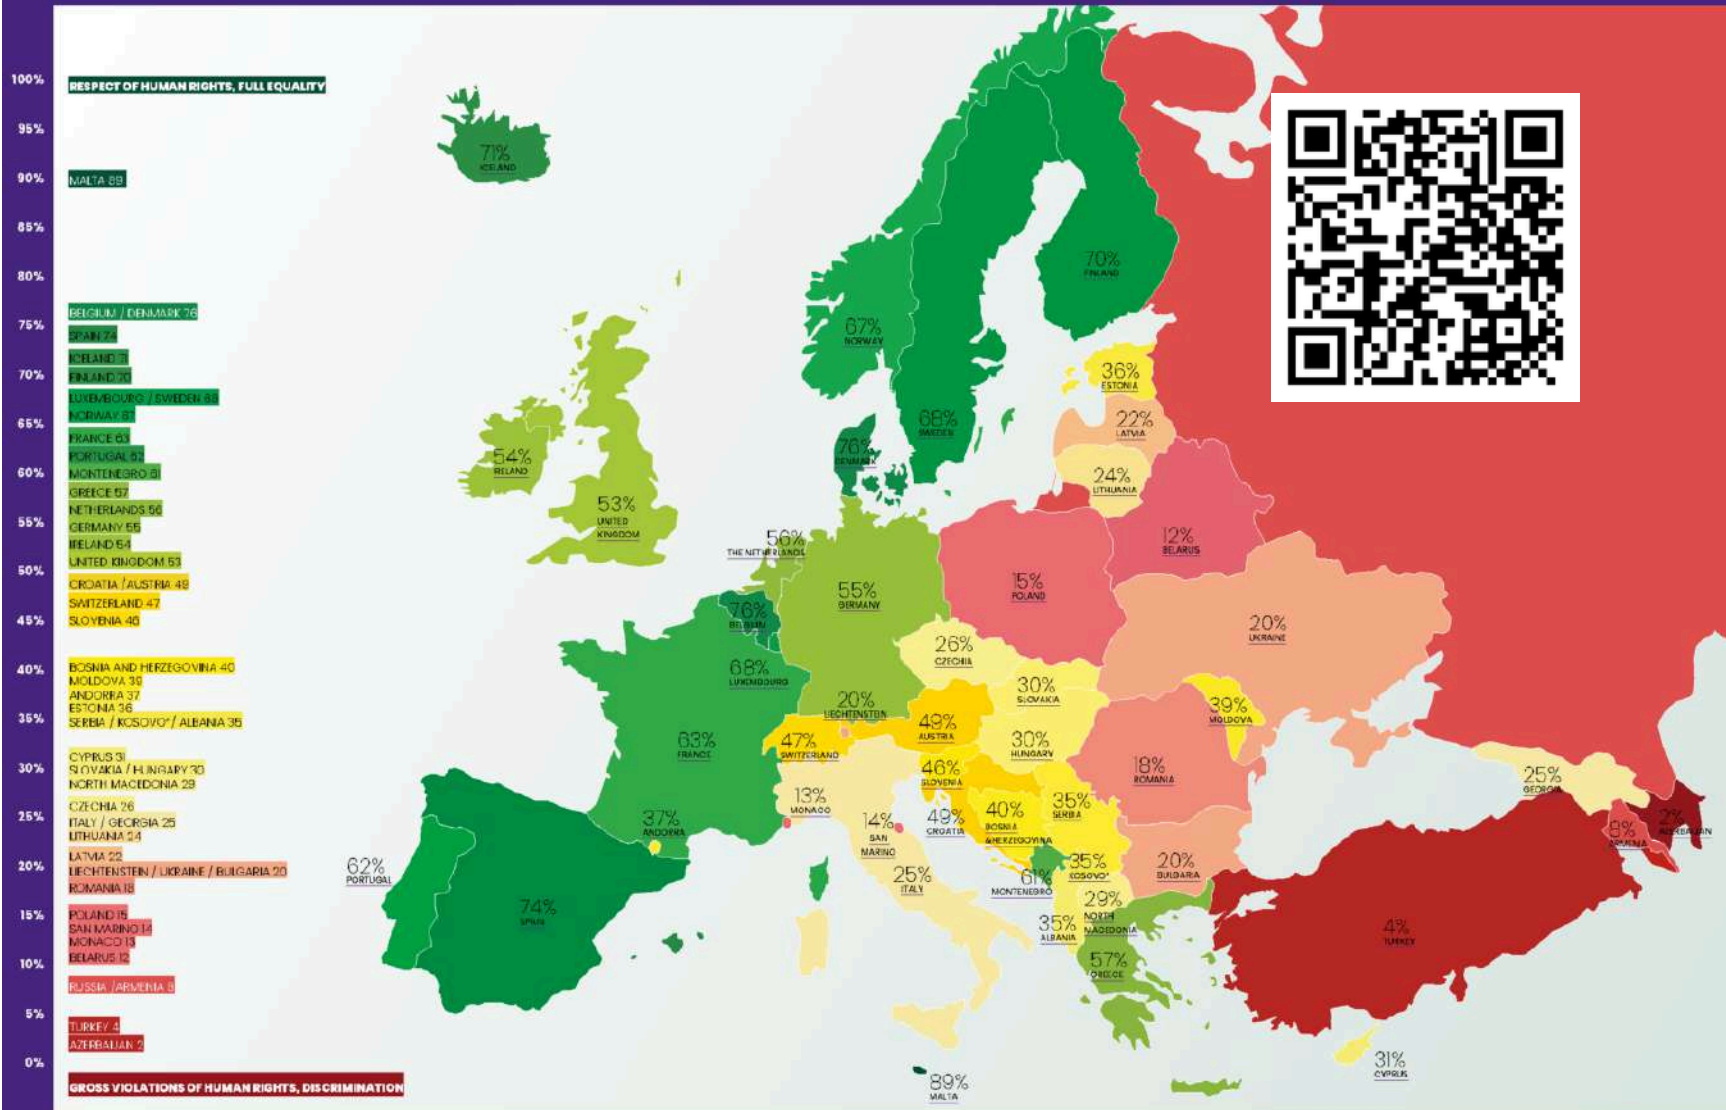 100%
RESPECT OF HUMAN RIGHTS, FULL EQUALITY
95%
90%
MALTA 89
85%
80%
BELGIUM / DENMARK 76
75%
SPAIN 74
ICELAND 71
70%
FINLAND 70
LUXEMBOURG / SWEDEN 68
NORWAY 67
65%
FRANCE 63
PORTUGAL 62
60%
MONTENEGRO 61
GREECE 57
NETHERLANDS 56
55%
GERMANY 55
IRELAND 54
UNITED KINGDOM 53
50%
CROATIA / AUSTRIA 49
SWITZERLAND 47
45%
SLOVENIA 46
40%
BOSNIA AND HERZEGOVINA 40
MOLDOVA 39
ANDORRA 37
ESTONIA 36
35%
SERBIA / KOSOVO* / ALBANIA 35
CYPRUS 31
30%
SLOVAKIA / HUNGARY 30
NORTH MACEDONIA 29
CZECHIA 26
25%
ITALY / GEORGIA 25
LITHUANIA 24
LATVIA 22
20%
LIECHTENSTEIN / UKRAINE / BULGARIA 20
ROMANIA 18
15%
POLAND 15
SAN MARINO 14
MONACO 13
BELARUS 12
10%
RUSSIA / ARMENIA 8
5%
TURKEY 4
AZERBAIJAN 2
0%
GROSS VIOLATIONS OF HUMAN RIGHTS, DISCRIMINATION
71%
ICELAND
70%
FINLAND
67%
NORWAY
68%
SWEDEN
36%
ESTONIA
22%
LATVIA
24%
LITHUANIA
76%
DENMARK
54%
IRELAND
53%
UNITED
KINGDOM
56%
THE NETHERLANDS
12%
BELARUS
15%
POLAND
55%
GERMANY
76%
BELGIUM
20%
UKRAINE
26%
CZECHIA
68%
LUXEMBOURG
30%
SLOVAKIA
20%
LIECHTENSTEIN
39%
MOLDOVA
49%
AUSTRIA
63%
FRANCE
47%
SWITZERLAND
30%
HUNGARY
46%
SLOVENIA
18%
ROMANIA
25%
GEORGIA
13%
MONACO
35%
SERBIA
40%
BOSNIA
&HERZEGOVINA
49%
CROATIA
37%
ANDORRA
14%
SAN
MARINO
2%
AZERBAIJAN
8%
ARMENIA
62%
PORTUGAL
35%
KOSOVO*
20%
BULGARIA
61%
MONTENEGRO
25%
ITALY
29%
NORTH
MACEDONIA
74%
SPAIN
35%
ALBANIA
4%
TURKEY
57%
GREECE
31%
CYPRUS
89%
MALTA